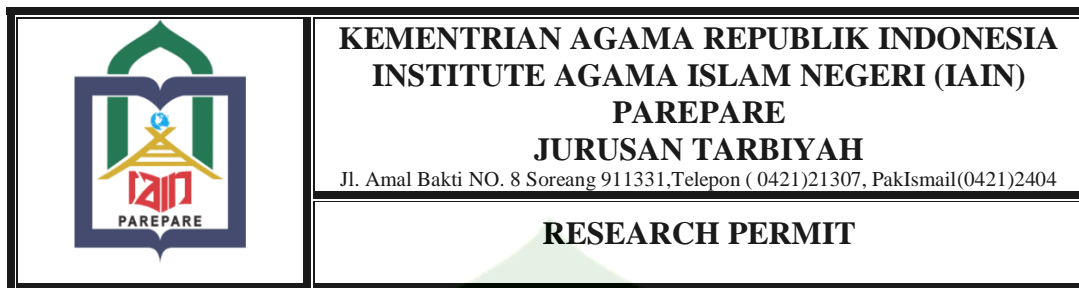 KEMENTRIAN AGAMA REPUBLIK INDONESIA
INSTITUTE AGAMA ISLAM NEGERI (IAIN)
PAREPARE
JURUSAN TARBIYAH
Jl. Amal Bakti NO. 8 Soreang 911331,Telepon ( 0421)21307, PakIsmail(0421)2404
RESEARCH PERMIT
iain
PAREPARE